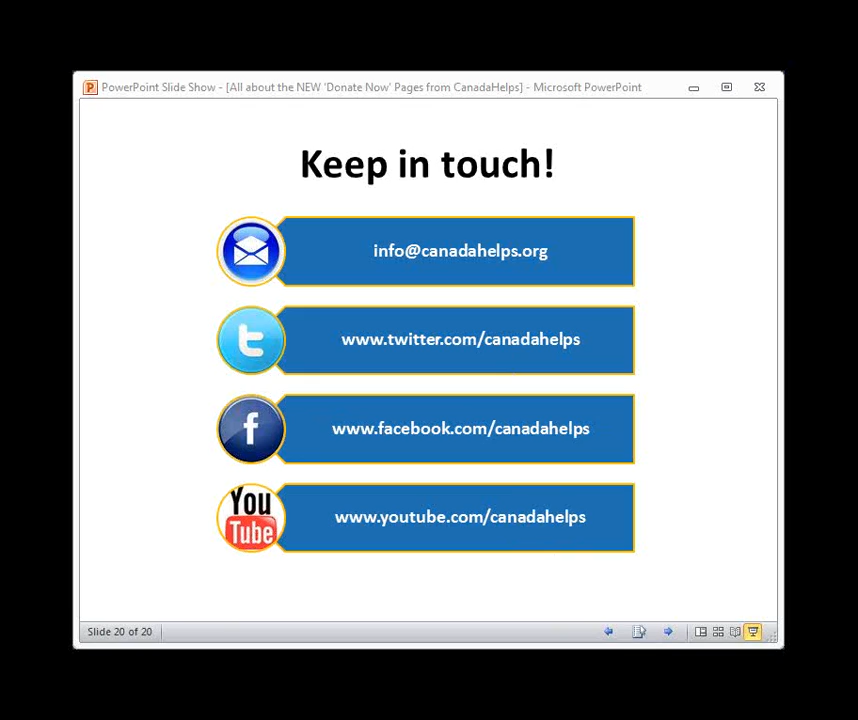 PowerPoint Slide Show - [All about the NEW 'Donate Now' Pages from CanadaHelps] - Microsoft PowerPoint
Keep in touch!
info@canadahelps.org
www.twitter.com/canadahelps
www.facebook.com/canadahelps
You
Tube
www.youtube.com/canadahelps
Slide 20 of 20